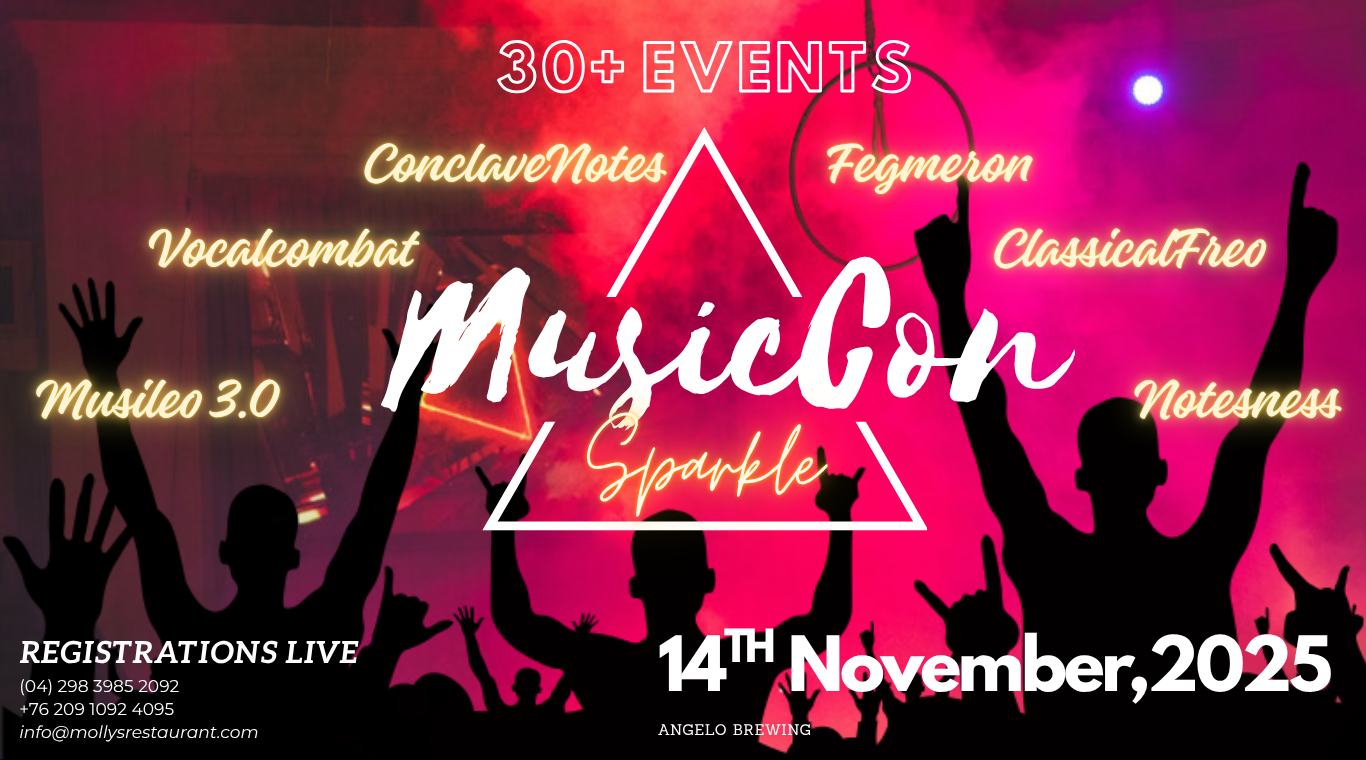 30+ EVENTS
ConclaveNotes
Fegmeron
Vocalcombat
ClassicalFreo
MusicCon
Musileo 3.0
Notesness
Sparkle
REGISTRATIONS LIVE
(04) 298 3985 2092
+76 209 1092 4095
info@mollysrestaurant.com
14TH November,2025
ANGELO BREWING